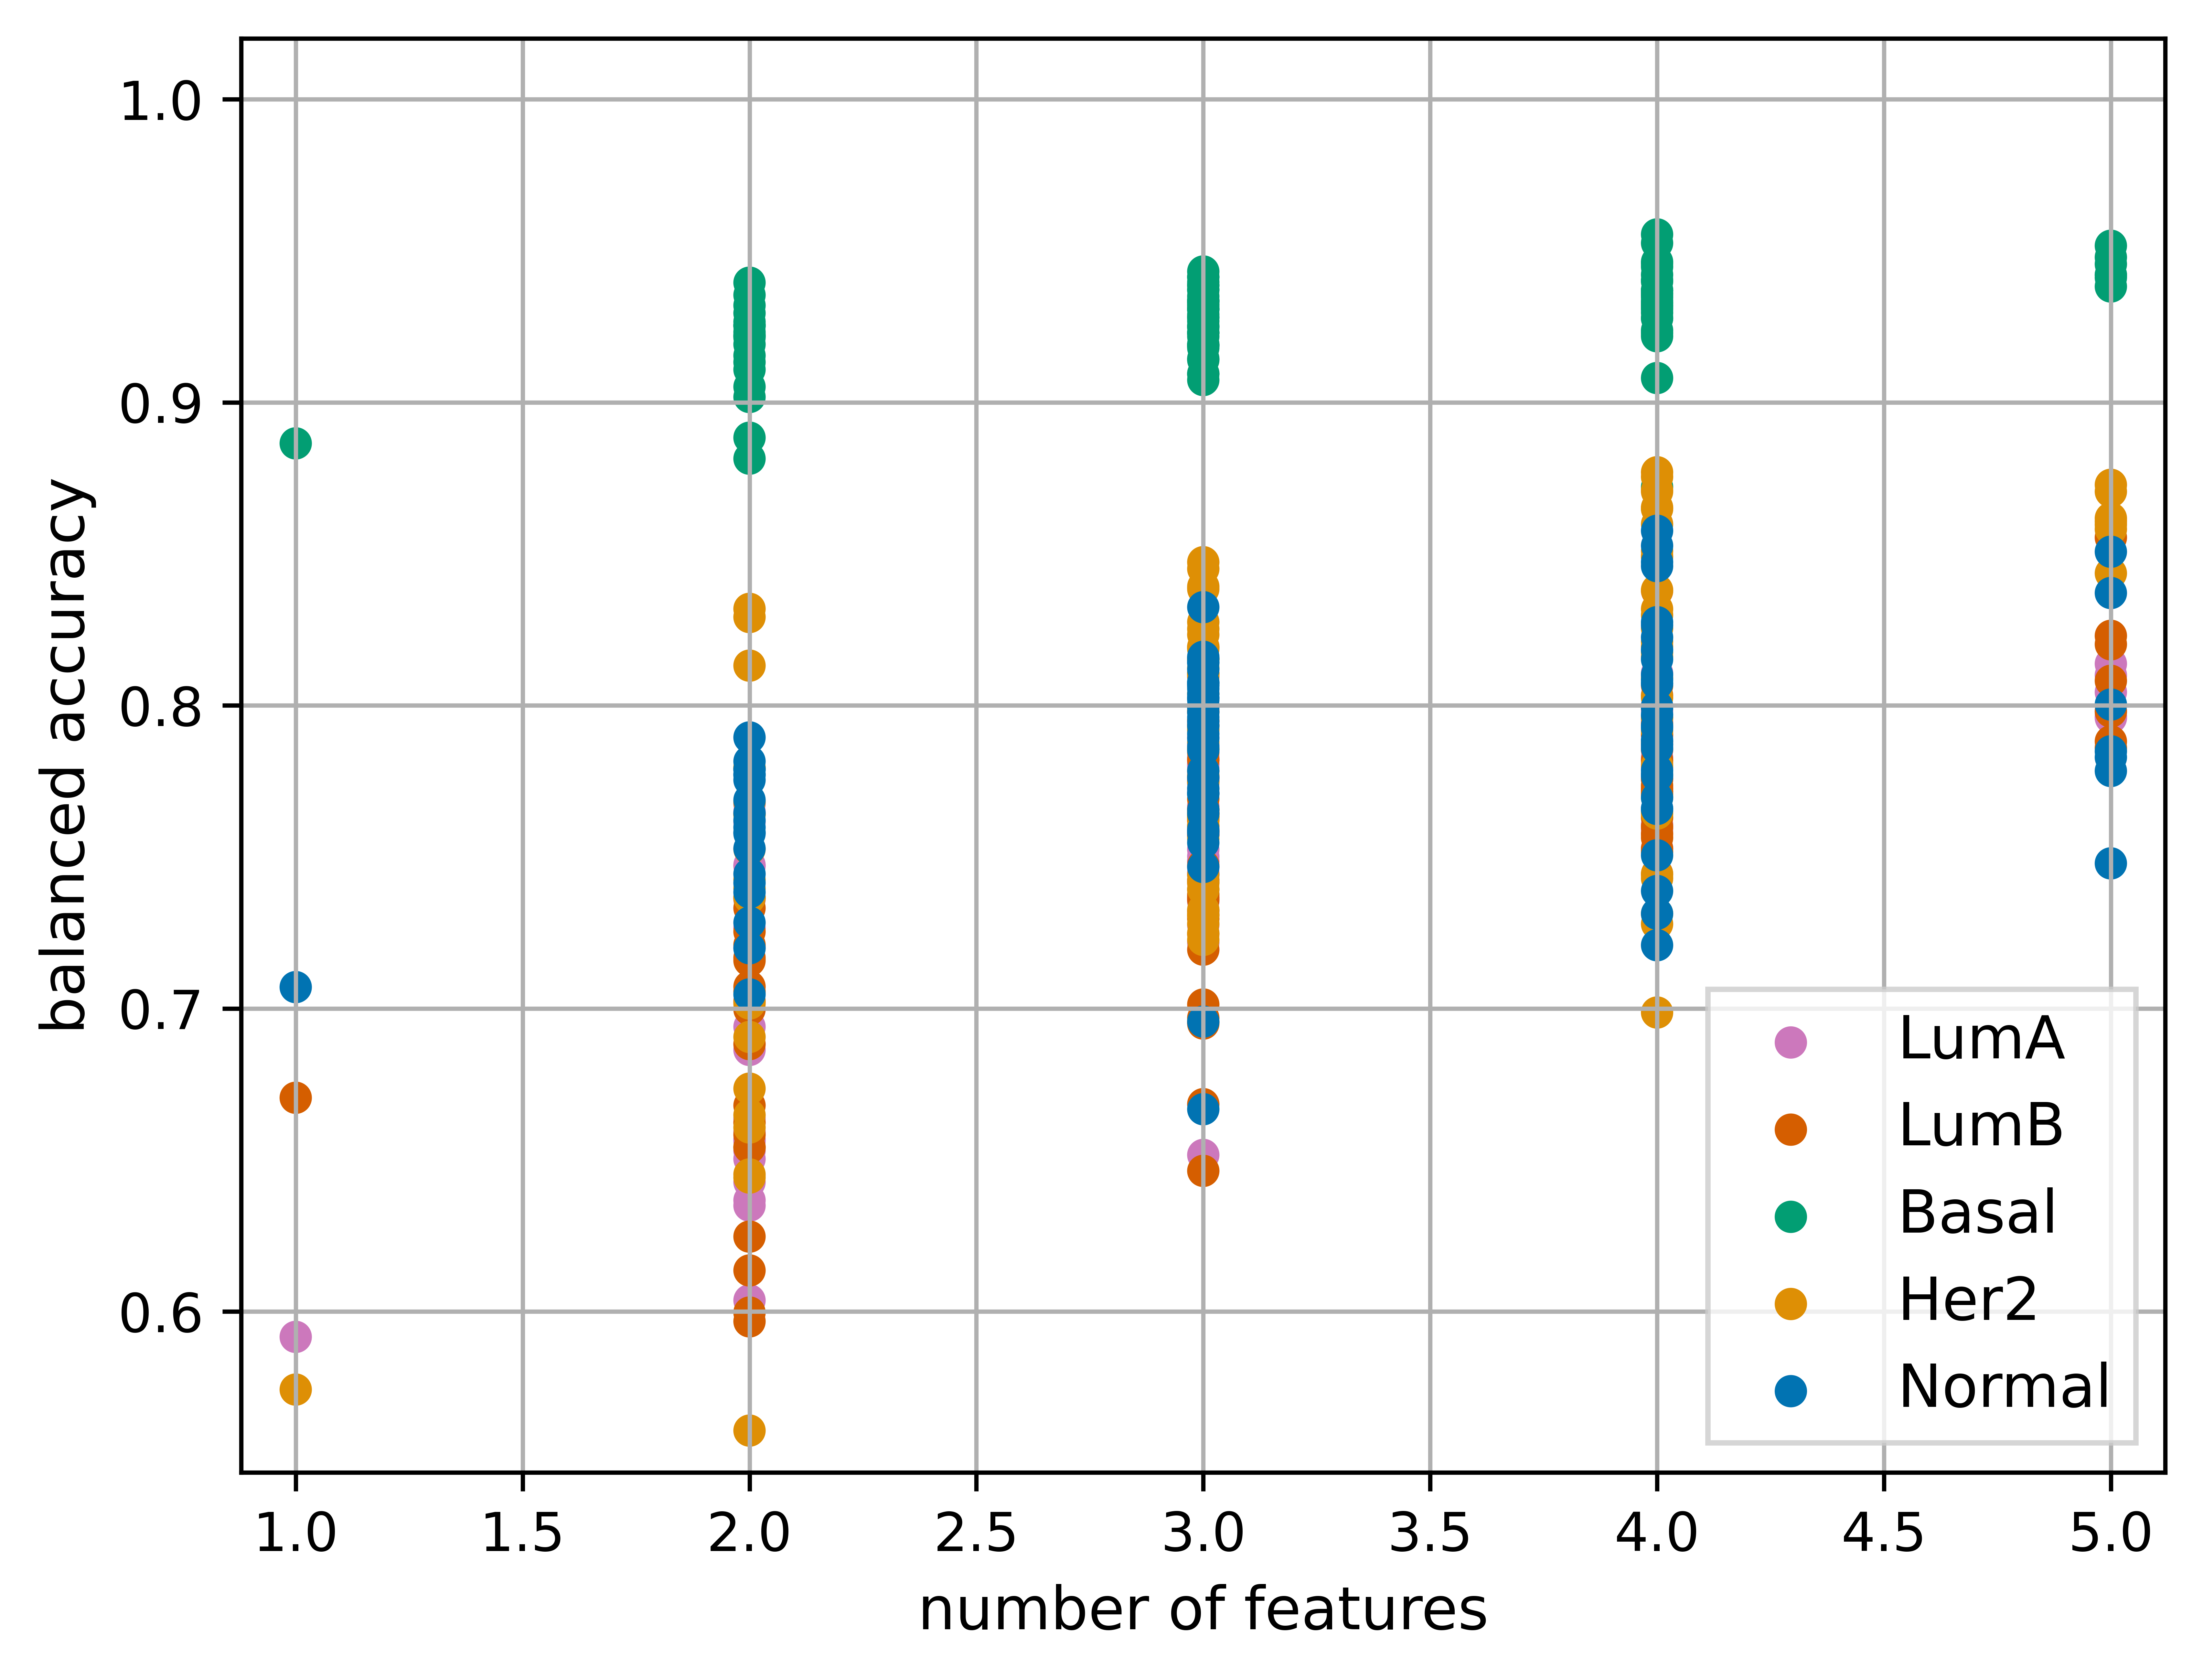 1.0
0.9
0.8
0.7
0.6
balanced accuracy
LumA
LumB
Basal
Her2
Normal
1.0 1.5 2.0 2.5 3.0 3.5 4.0 4.5 5.0
number of features